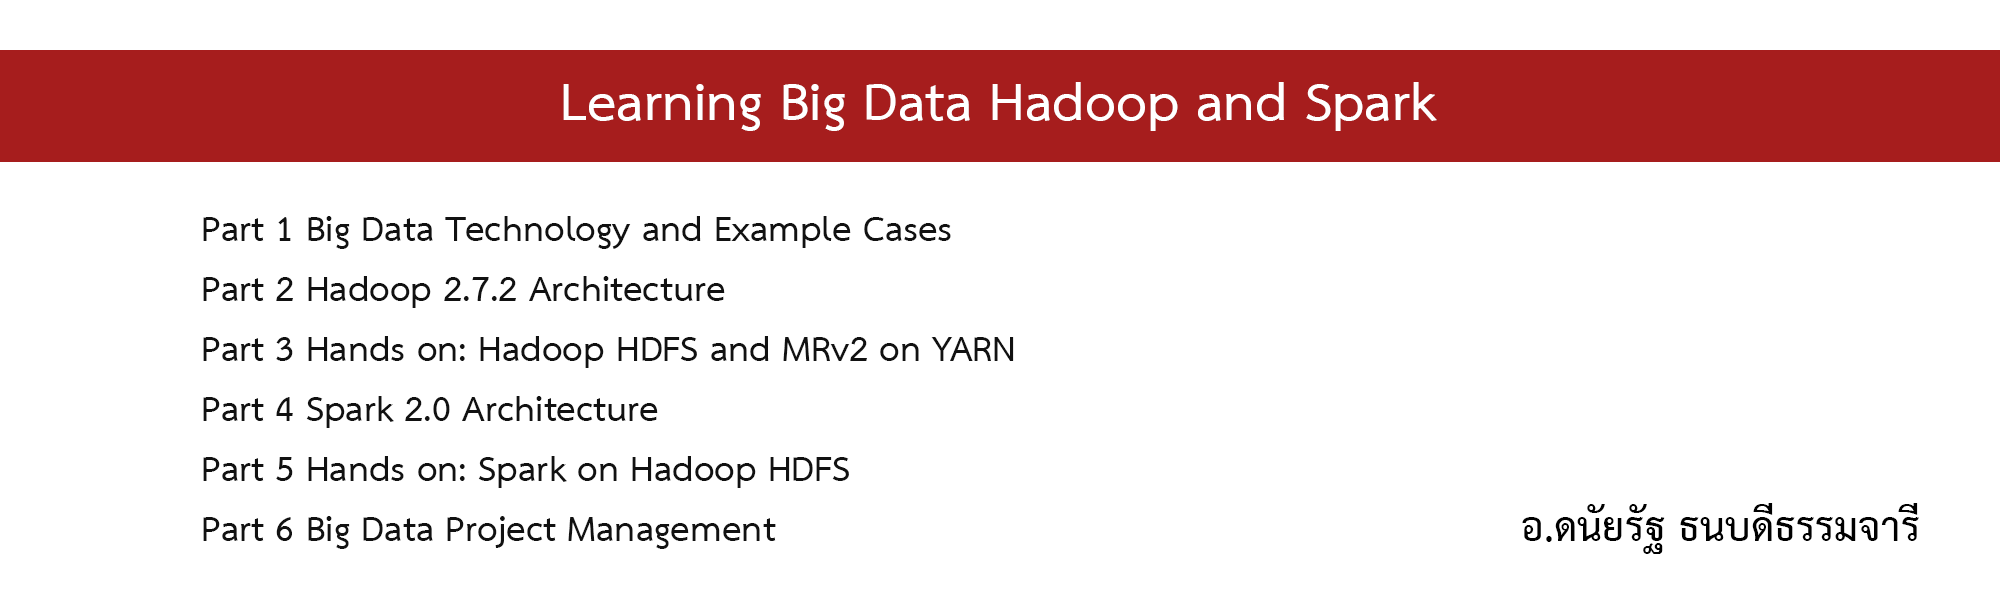 Learning Big Data Hadoop and Spark
Part 1 Big Data Technology and Example Cases
Part 2 Hadoop 2.7.2 Architecture
Part 3 Hands on: Hadoop HDFS and MRv2 on YARN
Part 4 Spark 2.0 Architecture
Part 5 Hands on: Spark on Hadoop HDFS
Part 6 Big Data Project Management
อ.ดนัยรัฐ ธนบดีธรรมจารี